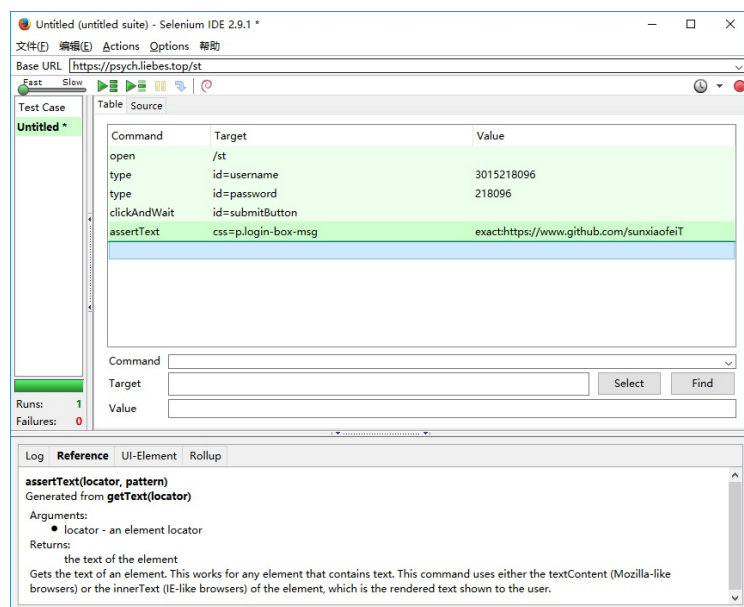 Untitled (untitled suite) - Selenium IDE 2.9.1 *
文件(F) 编辑(E) Actions Options 帮助
Base URL https://psych.liebes.top/st
Fast Slow
Test Case
Table Source
Untitled *
Command Target Value
open /st
type id=username 3015218096
type id=password 218096
clickAndWait id=submitButton
assertText css=p.login-box-msg exact:https://www.github.com/sunxiaofeiT
Command
Target Select Find
Value
Runs: 1
Failures: 0
Log Reference UI-Element Rollup
assertText(locator, pattern)
Generated from getText(locator)
Arguments:
locator - an element locator
Returns:
the text of the element
Gets the text of an element. This works for any element that contains text. This command uses either the textContent (Mozilla-like
browsers) or the innerText (IE-like browsers) of the element, which is the rendered text shown to the user.